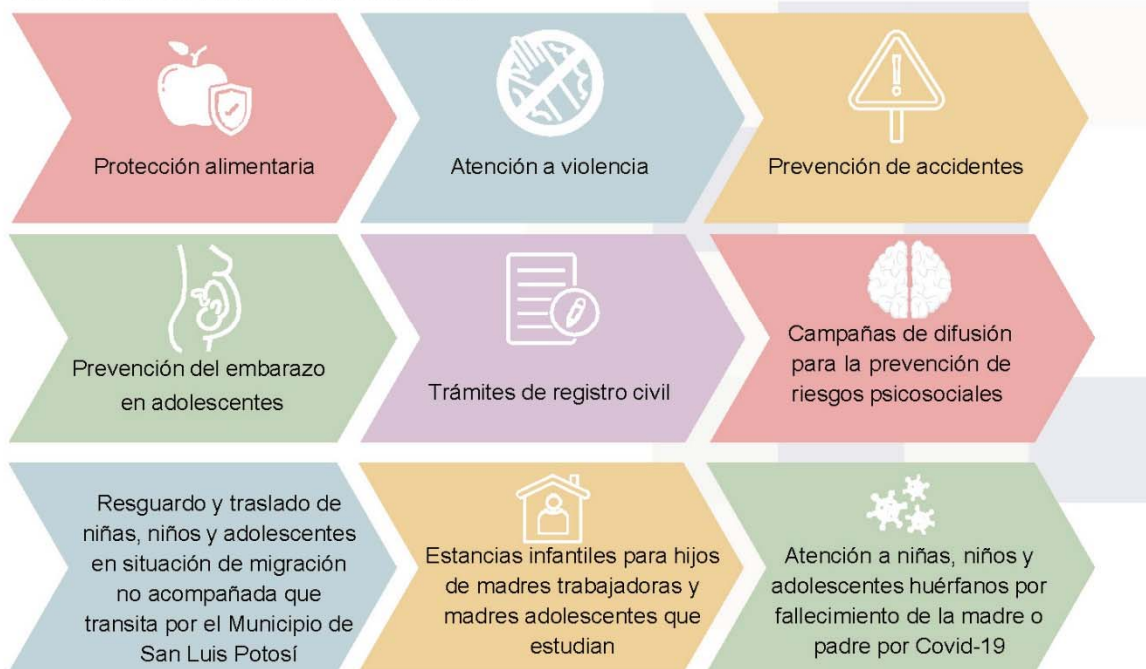 Protección alimentaria
Atención a violencia
Prevención de accidentes
Prevención del embarazo
en adolescentes
Trámites de registro civil
Campañas de difusión
para la prevención de
riesgos psicosociales
Resguardo y traslado de
niñas, niños y adolescentes
en situación de migración
no acompañada que
transita por el Municipio de
San Luis Potosí
Estancias infantiles para hijos
de madres trabajadoras y
madres adolescentes que
estudian
Atención a niñas, niños y
adolescentes huérfanos por
fallecimiento de la madre o
padre por Covid-19